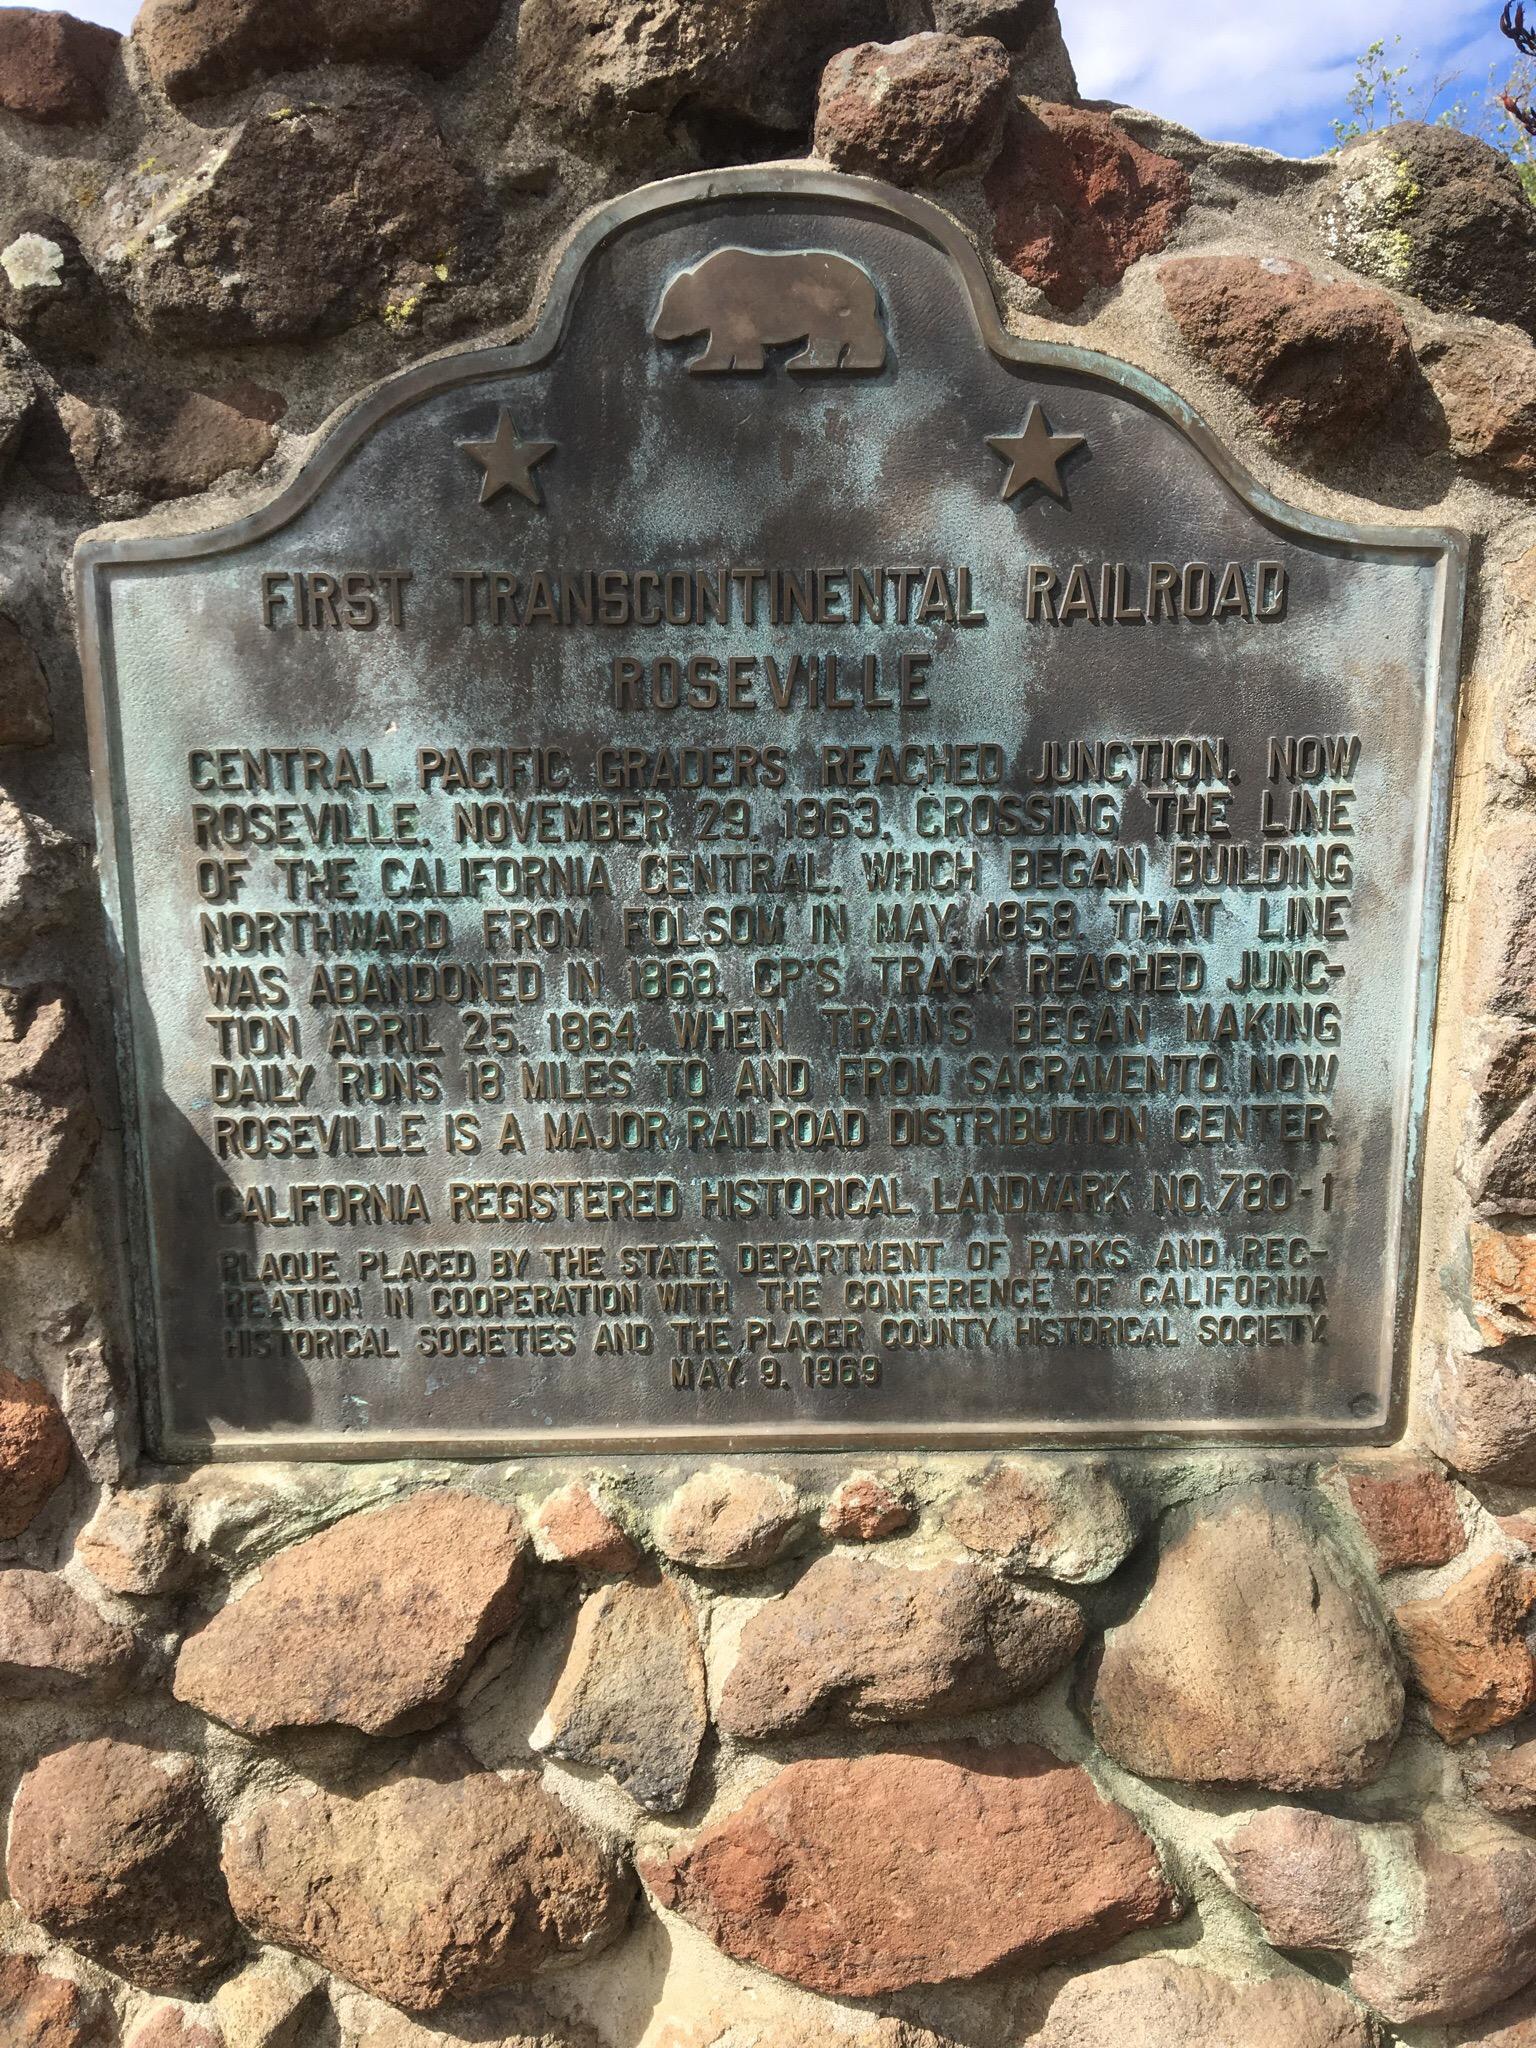 FIRST TRANSCONTINENTAL RAILROAD
ROSEVILLE
CENTRAL PACIFIC GRADERS REACHED JUNCTION, NOW
ROSEVILLE, NOVEMBER 29, 1863, CROSSING THE LINE
OF THE CALIFORNIA CENTRAL, WHICH BEGAN BUILDING
NORTHWARD FROM FOLSOM IN MAY, 1858. THAT LINE
WAS ABANDONED IN 1868. CP'S TRACK REACHED JUNC-
TION APRIL 25, 1864, WHEN TRAINS BEGAN MAKING
DAILY RUNS 18 MILES TO AND FROM SACRAMENTO. NOW
ROSEVILLE IS A MAJOR RAILROAD DISTRIBUTION CENTER.
CALIFORNIA REGISTERED HISTORICAL LANDMARK NO. 780-1
PLAQUE PLACED BY THE STATE DEPARTMENT OF PARKS AND REC-
REATION IN COOPERATION WITH THE CONFERENCE OF CALIFORNIA
HISTORICAL SOCIETIES AND THE PLACER COUNTY HISTORICAL SOCIETY.
MAY, 9, 1969